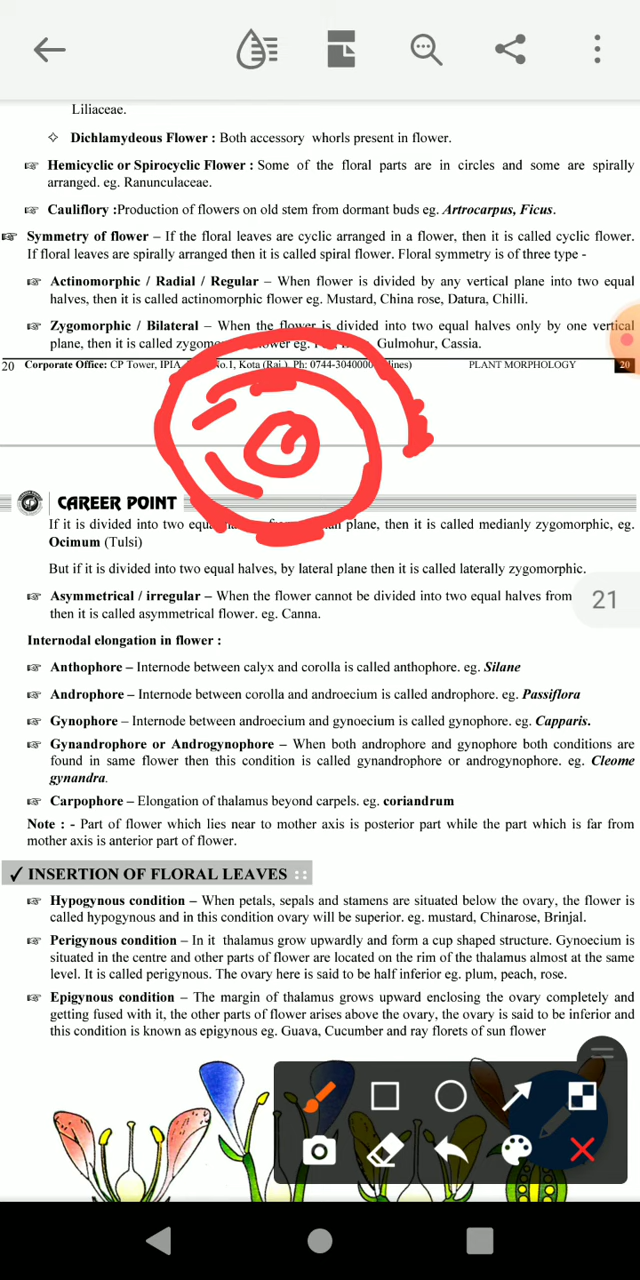 Liliaceae.
✧ Dichlamydeous Flower : Both accessory whorls present in flower.
☞ Hemicyclic or Spirocyclic Flower : Some of the floral parts are in circles and some are spirally
arranged. eg. Ranunculaceae.
☞ Cauliflory :Production of flowers on old stem from dormant buds eg. Artrocarpus, Ficus.
☞ Symmetry of flower – If the floral leaves are cyclic arranged in a flower, then it is called cyclic flower.
If floral leaves are spirally arranged then it is called spiral flower. Floral symmetry is of three type -
☞ Actinomorphic / Radial / Regular – When flower is divided by any vertical plane into two equal
halves, then it is called actinomorphic flower eg. Mustard, China rose, Datura, Chilli.
☞ Zygomorphic / Bilateral – When the flower is divided into two equal halves only by one vertical
plane, then it is called eg. Gulmohur, Cassia.
20 Corporate Office: CP Tower, IPIA, No.1, Kota (Raj.), Ph: 0744-3040000 PLANT MORPHOLOGY 20
CAREER POINT
If it is divided into two plane, then it is called medianly zygomorphic, eg.
Ocimum (Tulsi)
But if it is divided into two equal halves, by lateral plane then it is called laterally zygomorphic.
☞ Asymmetrical / irregular – When the flower cannot be divided into two equal halves from
21
then it is called asymmetrical flower. eg. Canna.
Internodal elongation in flower :
☞ Anthophore – Internode between calyx and corolla is called anthophore. eg. Silane
☞ Androphore – Internode between corolla and androecium is called androphore. eg. Passiflora
☞ Gynophore – Internode between androecium and gynoecium is called gynophore. eg. Capparis.
☞ Gynandrophore or Androgynophore – When both androphore and gynophore both conditions are
found in same flower then this condition is called gynandrophore or androgynophore. eg. Cleome
gynandra.
☞ Carpophore – Elongation of thalamus beyond carpels. eg. coriandrum
Note : - Part of flower which lies near to mother axis is posterior part while the part which is far from
mother axis is anterior part of flower.
✓ INSERTION OF FLORAL LEAVES ::
☞ Hypogynous condition – When petals, sepals and stamens are situated below the ovary, the flower is
called hypogynous and in this condition ovary will be superior. eg. mustard, Chinarose, Brinjal.
☞ Perigynous condition – In it thalamus grow upwardly and form a cup shaped structure. Gynoecium is
situated in the centre and other parts of flower are located on the rim of the thalamus almost at the same
level. It is called perigynous. The ovary here is said to be half inferior eg. plum, peach, rose.
☞ Epigynous condition – The margin of thalamus grows upward enclosing the ovary completely and
getting fused with it, the other parts of flower arises above the ovary, the ovary is said to be inferior and
this condition is known as epigynous eg. Guava, Cucumber and ray florets of sun flower